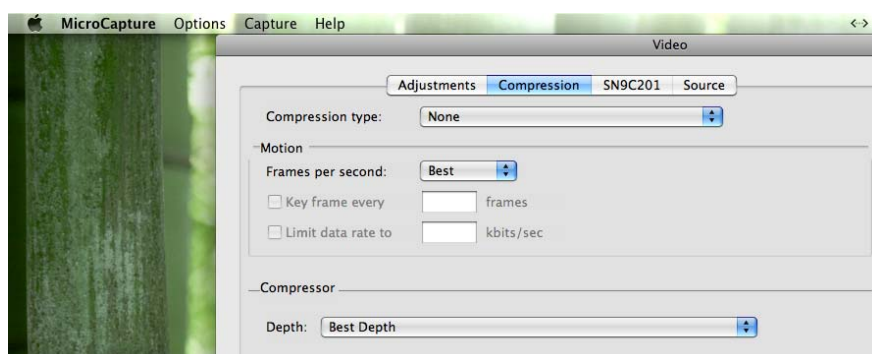 MicroCapture Options Capture Help
Video
Adjustments Compression SN9C201 Source
Compression type: None
Motion
Frames per second: Best
Key frame every frames
Limit data rate to kbits/sec
Compressor
Depth: Best Depth